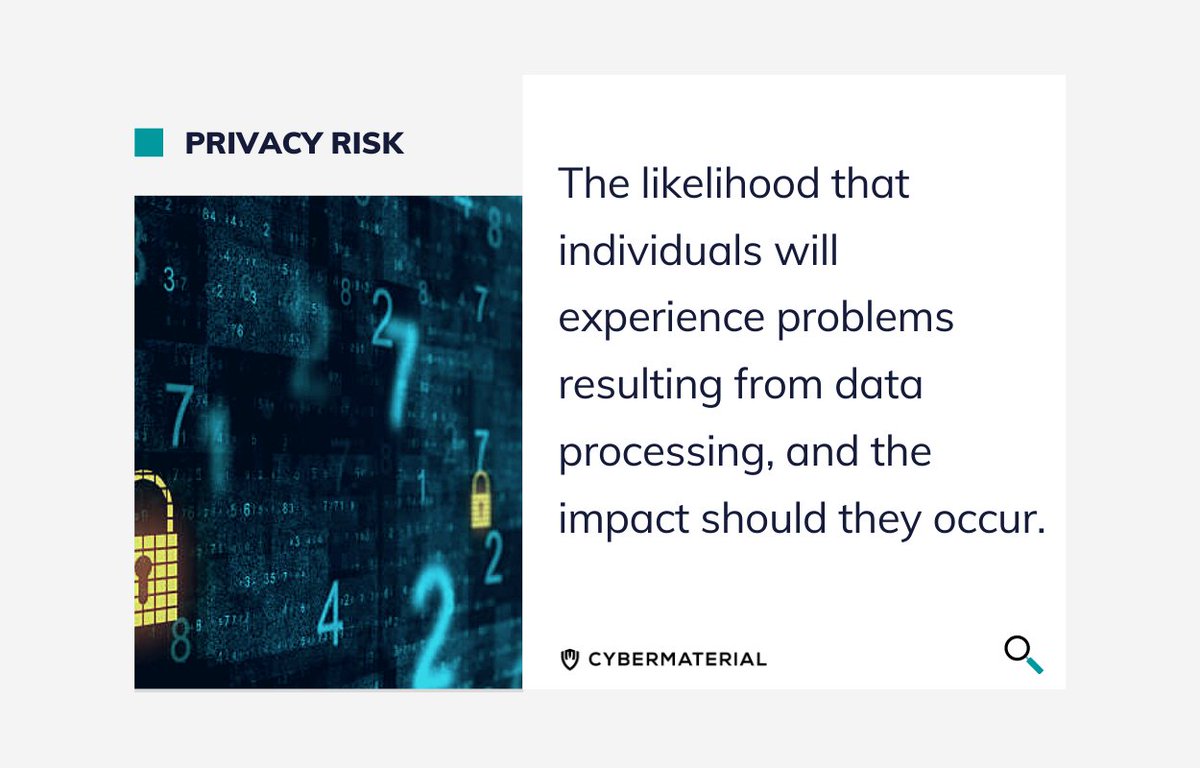 PRIVACY RISK
The likelihood that
individuals will
experience problems
resulting from data
processing, and the
impact should they occur.
CYBERMATERIAL